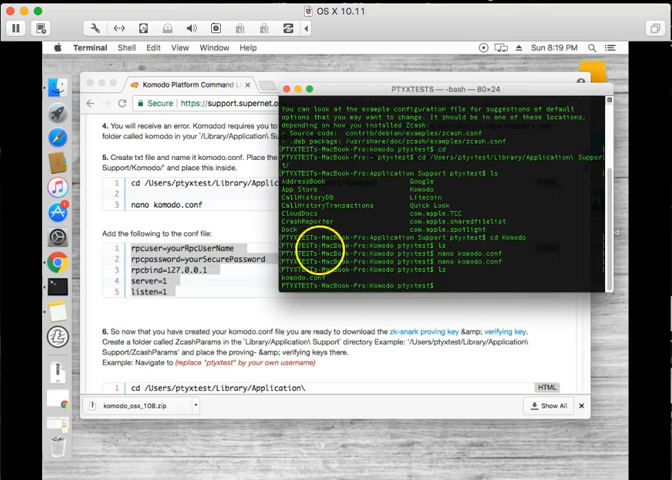 OS X 10.11
Terminal Shell Edit View Window Help
Sun 8:19 PM
Komodo Platform Command L
Secure https://support.supernet.o
4. You will receive an error. Komodod requires you to
folder called komodo in your '/Library/Application\ S
5. Create txt file and name it komodo.conf. Place the
Support/Komodo/' and place this inside.
1 cd /Users/ptyxtest/Library/Appli
2
3 nano komodo.conf
HTML
Add the following to the conf file:
1 rpcuser=yourRpcUserName
2 rpcpassword=yourSecurePassword
3 rpcbind=127.0.0.1
4 server=1
5 listen=1
6. So now that you have created your komodo.conf file you are ready to download the zk-snark proving key & verifying key.
Create a folder called ZcashParams in the 'Library/Application\ Support' directory Example: '/Users/Library/Application\
Support/ZcashParams' and place the proving- & verifying keys there.
Example: Navigate to (replace "ptyxtest" by your own username)
HTML
1 cd /Users/ptyxtest/Library/Application\
komodo_osx_108.zip
Show All
PTYXTESTS — -bash — 80×24
You can look at the example configuration file for suggestions of default
options that you may want to change. It should be in one of these locations,
depending on how you installed Zcash:
- Source code: contrib/debian/examples/zcash.conf
- .deb package: /usr/share/doc/zcash/examples/zcash.conf
PTYXTESTs-MacBook-Pro:komodo ptyxtest$ cd
PTYXTESTs-MacBook-Pro:~ ptyxtest$ cd /Users/ptyxtest/Library/Application\ Suppor
t/
PTYXTESTs-MacBook-Pro:Application Support ptyxtest$ ls
AddressBook Google
App Store Komodo
CallHistoryDB Litecoin
CallHistoryTransactions Quick Look
CloudDocs com.apple.TCC
CrashReporter com.apple.sharedfilelist
Dock com.apple.spotlight
PTYXTESTs-MacBook-Pro:Application Support ptyxtest$ cd Komodo
PTYXTESTs-MacBook-Pro:Komodo ptyxtest$ ls
PTYXTESTs-MacBook-Pro:Komodo ptyxtest$ nano komodo.conf
PTYXTESTs-MacBook-Pro:Komodo ptyxtest$ nano komodo.conf
PTYXTESTs-MacBook-Pro:Komodo ptyxtest$ ls
komodo.conf
PTYXTESTs-MacBook-Pro:Komodo ptyxtest$